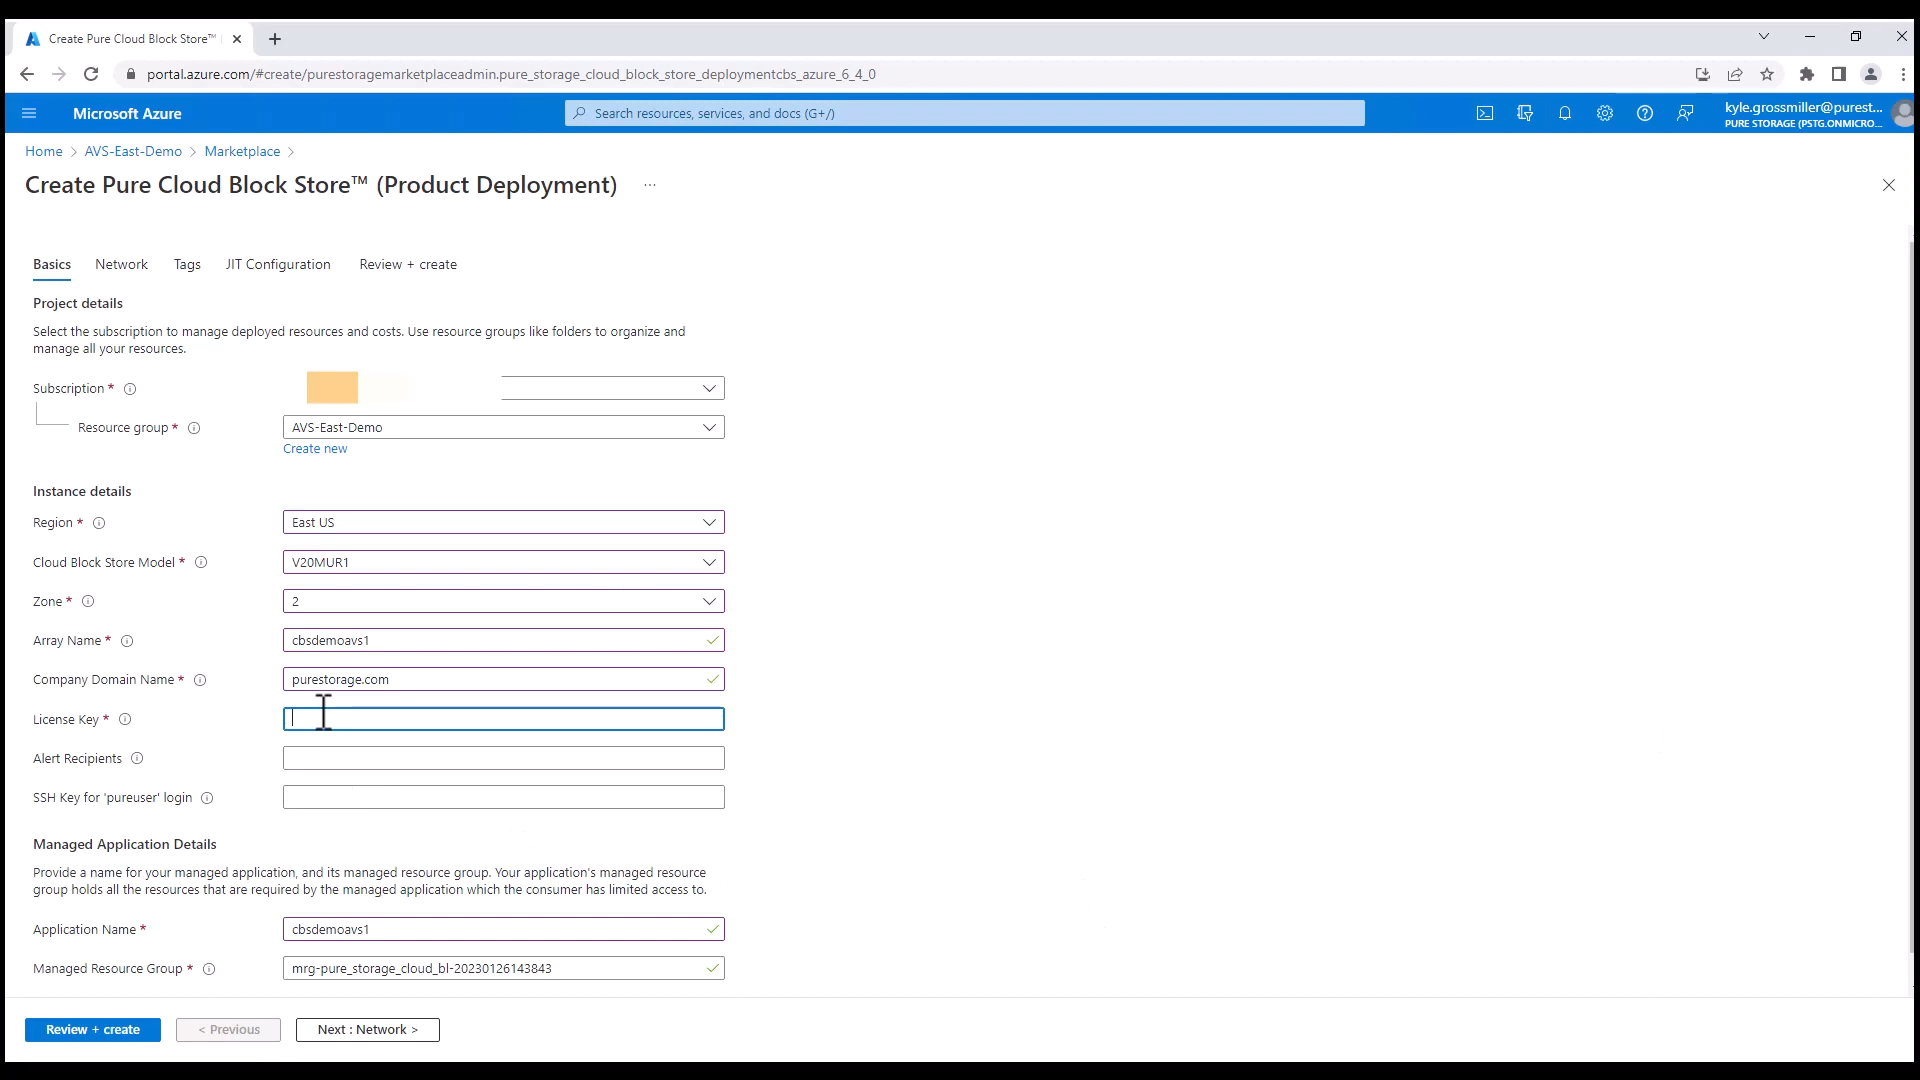 Create Pure Cloud Block Store™
portal.azure.com/#create/purestoragemarketplaceadmin.pure_storage_cloud_block_store_deploymentcbs_azure_6_4_0
Microsoft Azure
Search resources, services, and docs (G+/)
kyle.grossmiller@purest...
PURE STORAGE (PSTG.ONMICRO...
Home > AVS-East-Demo > Marketplace >
Create Pure Cloud Block Store™ (Product Deployment) ...
Basics Network Tags JIT Configuration Review + create
Project details
Select the subscription to manage deployed resources and costs. Use resource groups like folders to organize and
manage all your resources.
Subscription *
Resource group * AVS-East-Demo
Create new
Instance details
Region * East US
Cloud Block Store Model * V20MUR1
Zone * 2
Array Name * cbsdemoavs1
Company Domain Name * purestorage.com
License Key *
Alert Recipients
SSH Key for 'pureuser' login
Managed Application Details
Provide a name for your managed application, and its managed resource group. Your application's managed resource
group holds all the resources that are required by the managed application which the consumer has limited access to.
Application Name * cbsdemoavs1
Managed Resource Group * mrg-pure_storage_cloud_bl-20230126143843
Review + create < Previous Next : Network >